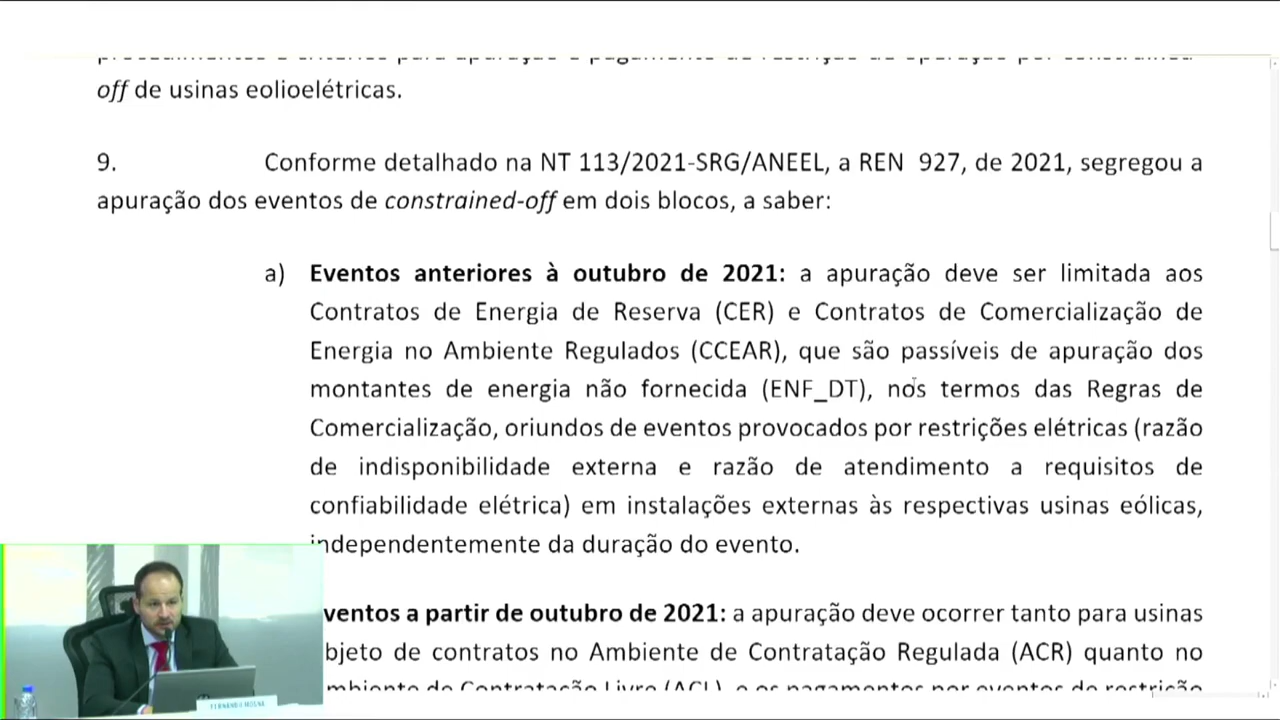 off de usinas eolioelétricas.
9. Conforme detalhado na NT 113/2021-SRG/ANEEL, a REN 927, de 2021, segregou a
apuração dos eventos de constrained-off em dois blocos, a saber:
a) Eventos anteriores à outubro de 2021: a apuração deve ser limitada aos
Contratos de Energia de Reserva (CER) e Contratos de Comercialização de
Energia no Ambiente Regulados (CCEAR), que são passíveis de apuração dos
montantes de energia não fornecida (ENF_DT), nos termos das Regras de
Comercialização, oriundos de eventos provocados por restrições elétricas (razão
de indisponibilidade externa e razão de atendimento a requisitos de
confiabilidade elétrica) em instalações externas às respectivas usinas eólicas,
independentemente da duração do evento.
ventos a partir de outubro de 2021: a apuração deve ocorrer tanto para usinas
bjeto de contratos no Ambiente de Contratação Regulada (ACR) quanto no